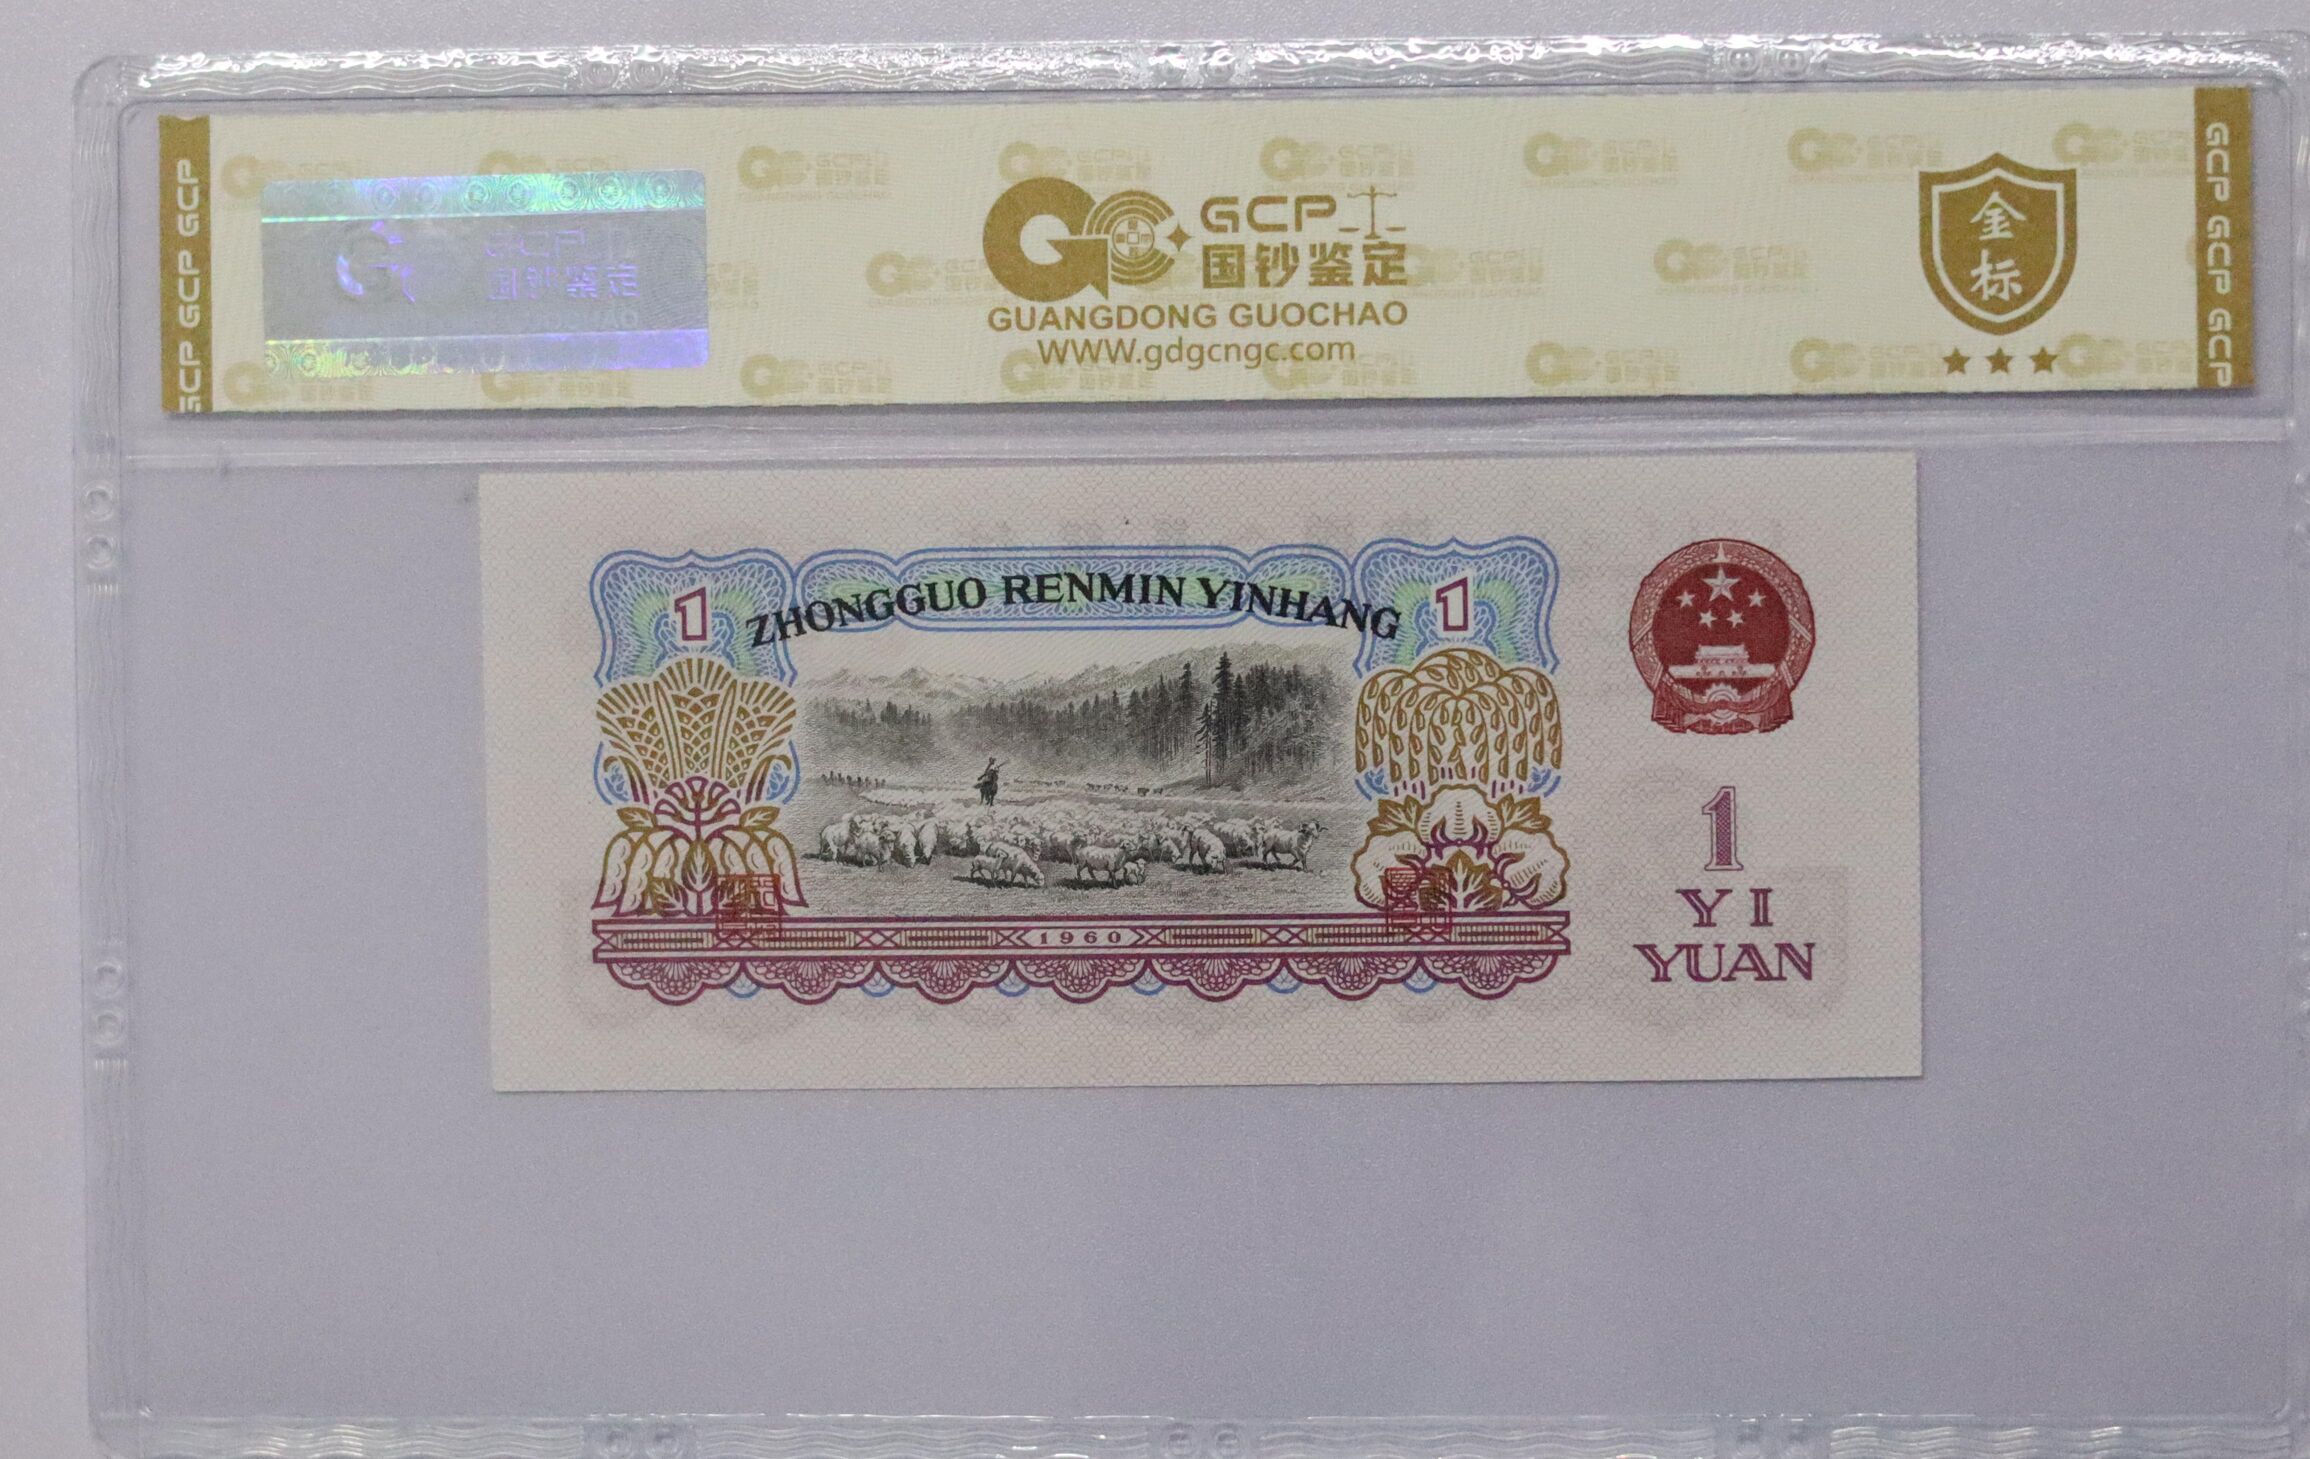 GCP GCP GCP
GCP
国钞鉴定
GUANGDONG GUOCHAO
WWW.gdgcngc.com
金标
GCP GCP GCP
1
ZHONGGUO RENMIN YINHANG
1
1960
1
YI
YUAN